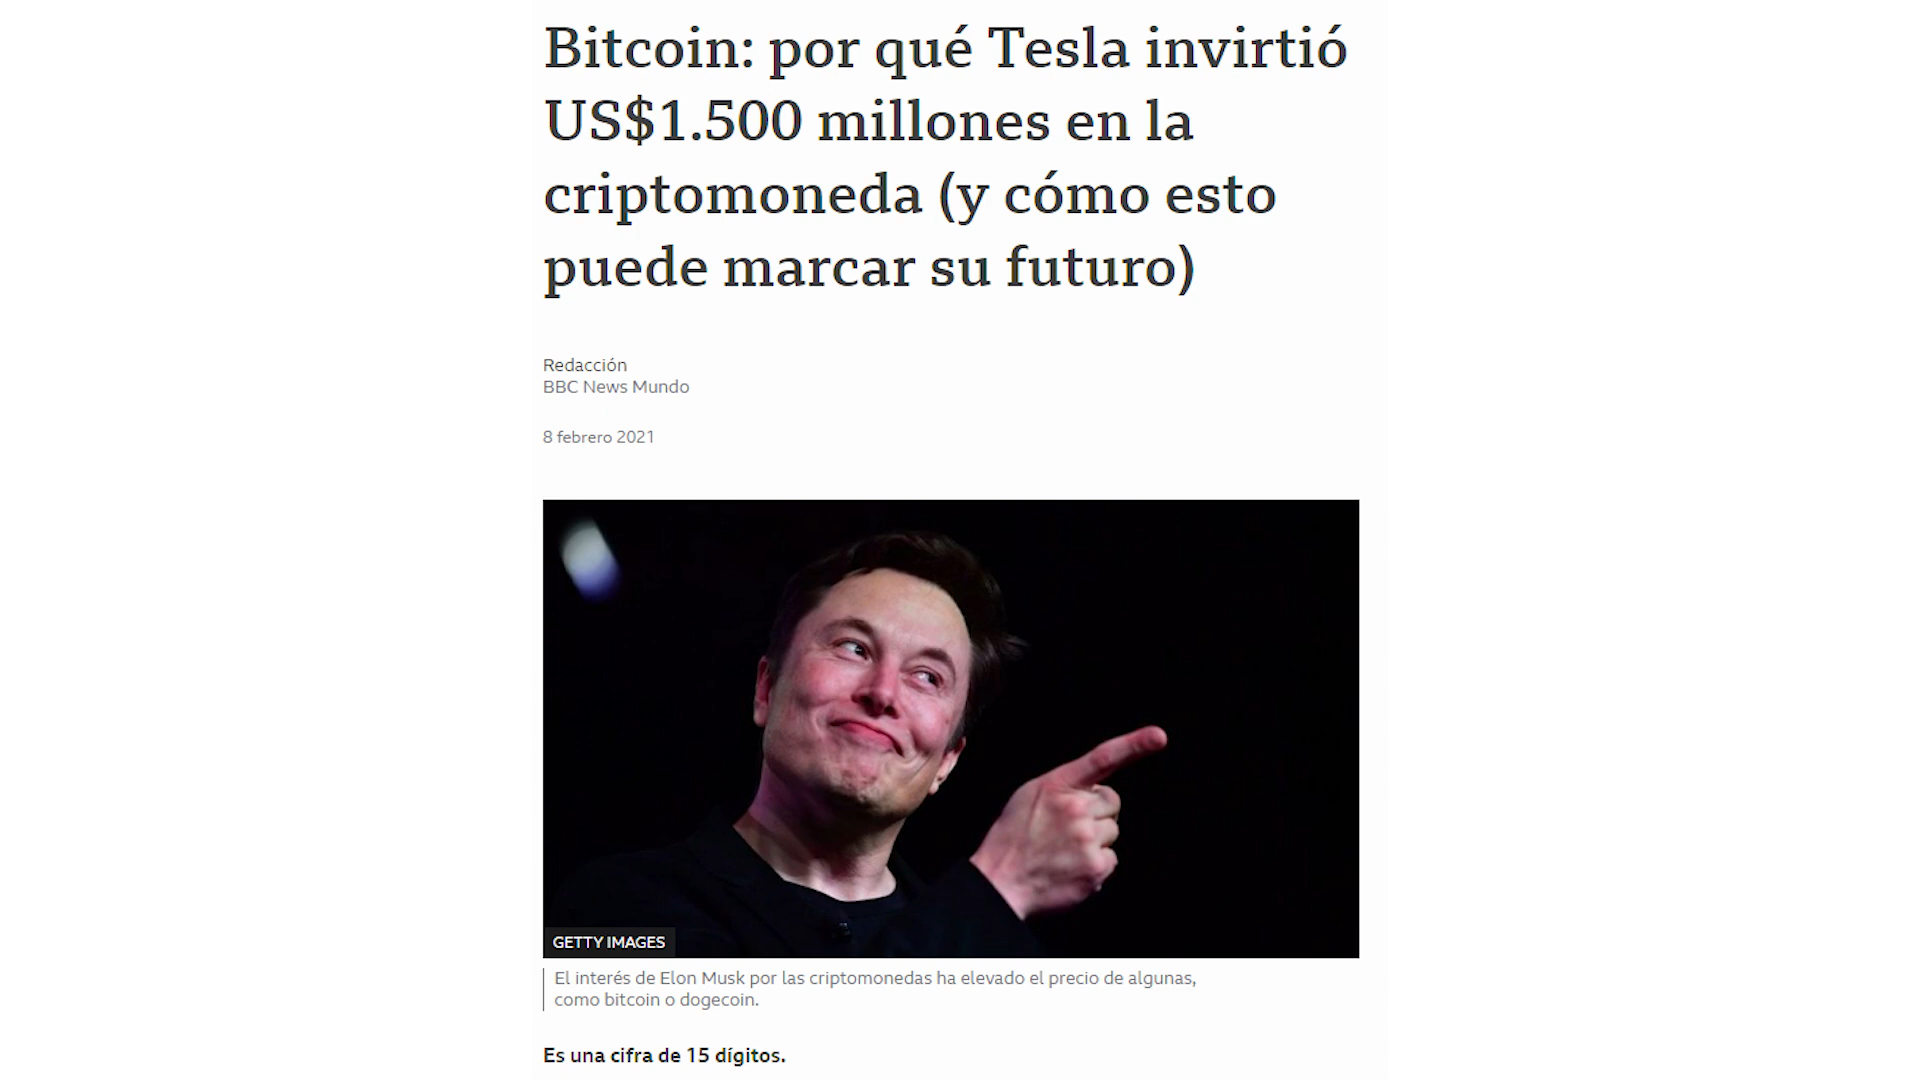 Bitcoin: por qué Tesla invirtió
US$1.500 millones en la
criptomoneda (y cómo esto
puede marcar su futuro)
Redacción
BBC News Mundo
8 febrero 2021
GETTY IMAGES
El interés de Elon Musk por las criptomonedas ha elevado el precio de algunas,
como bitcoin o dogecoin.
Es una cifra de 15 dígitos.